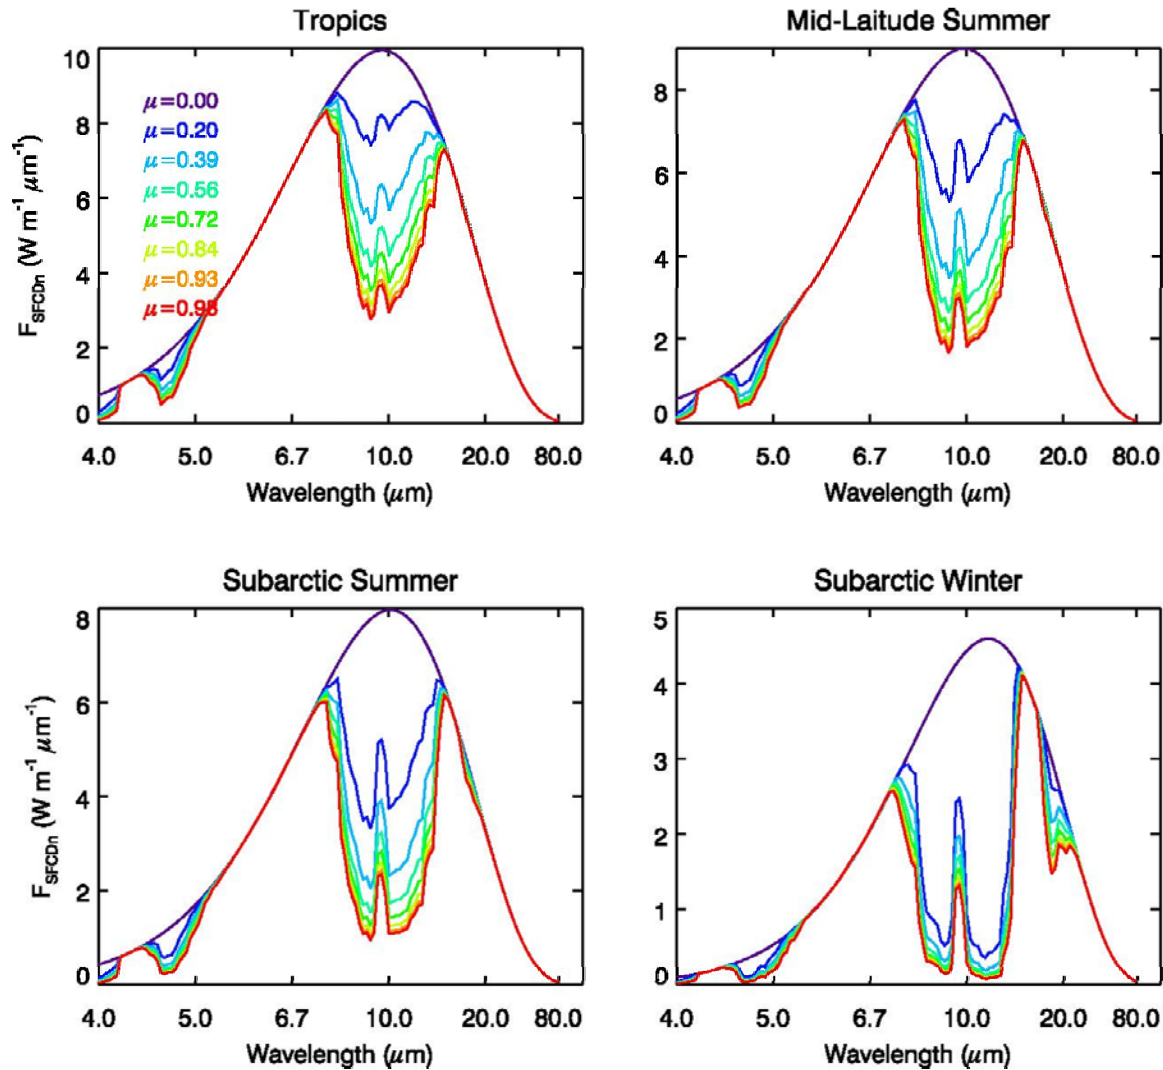 Tropics
F_SFCDn (W m^-1 μm^-1)
10
8
6
4
2
0
μ=0.00
μ=0.20
μ=0.39
μ=0.56
μ=0.72
μ=0.84
μ=0.93
μ=0.98
4.0 5.0 6.7 10.0 20.0 80.0
Wavelength (μm)
Mid-Laitude Summer
8
6
4
2
0
4.0 5.0 6.7 10.0 20.0 80.0
Wavelength (μm)
Subarctic Summer
F_SFCDn (W m^-1 μm^-1)
8
6
4
2
0
4.0 5.0 6.7 10.0 20.0 80.0
Wavelength (μm)
Subarctic Winter
5
4
3
2
1
0
4.0 5.0 6.7 10.0 20.0 80.0
Wavelength (μm)